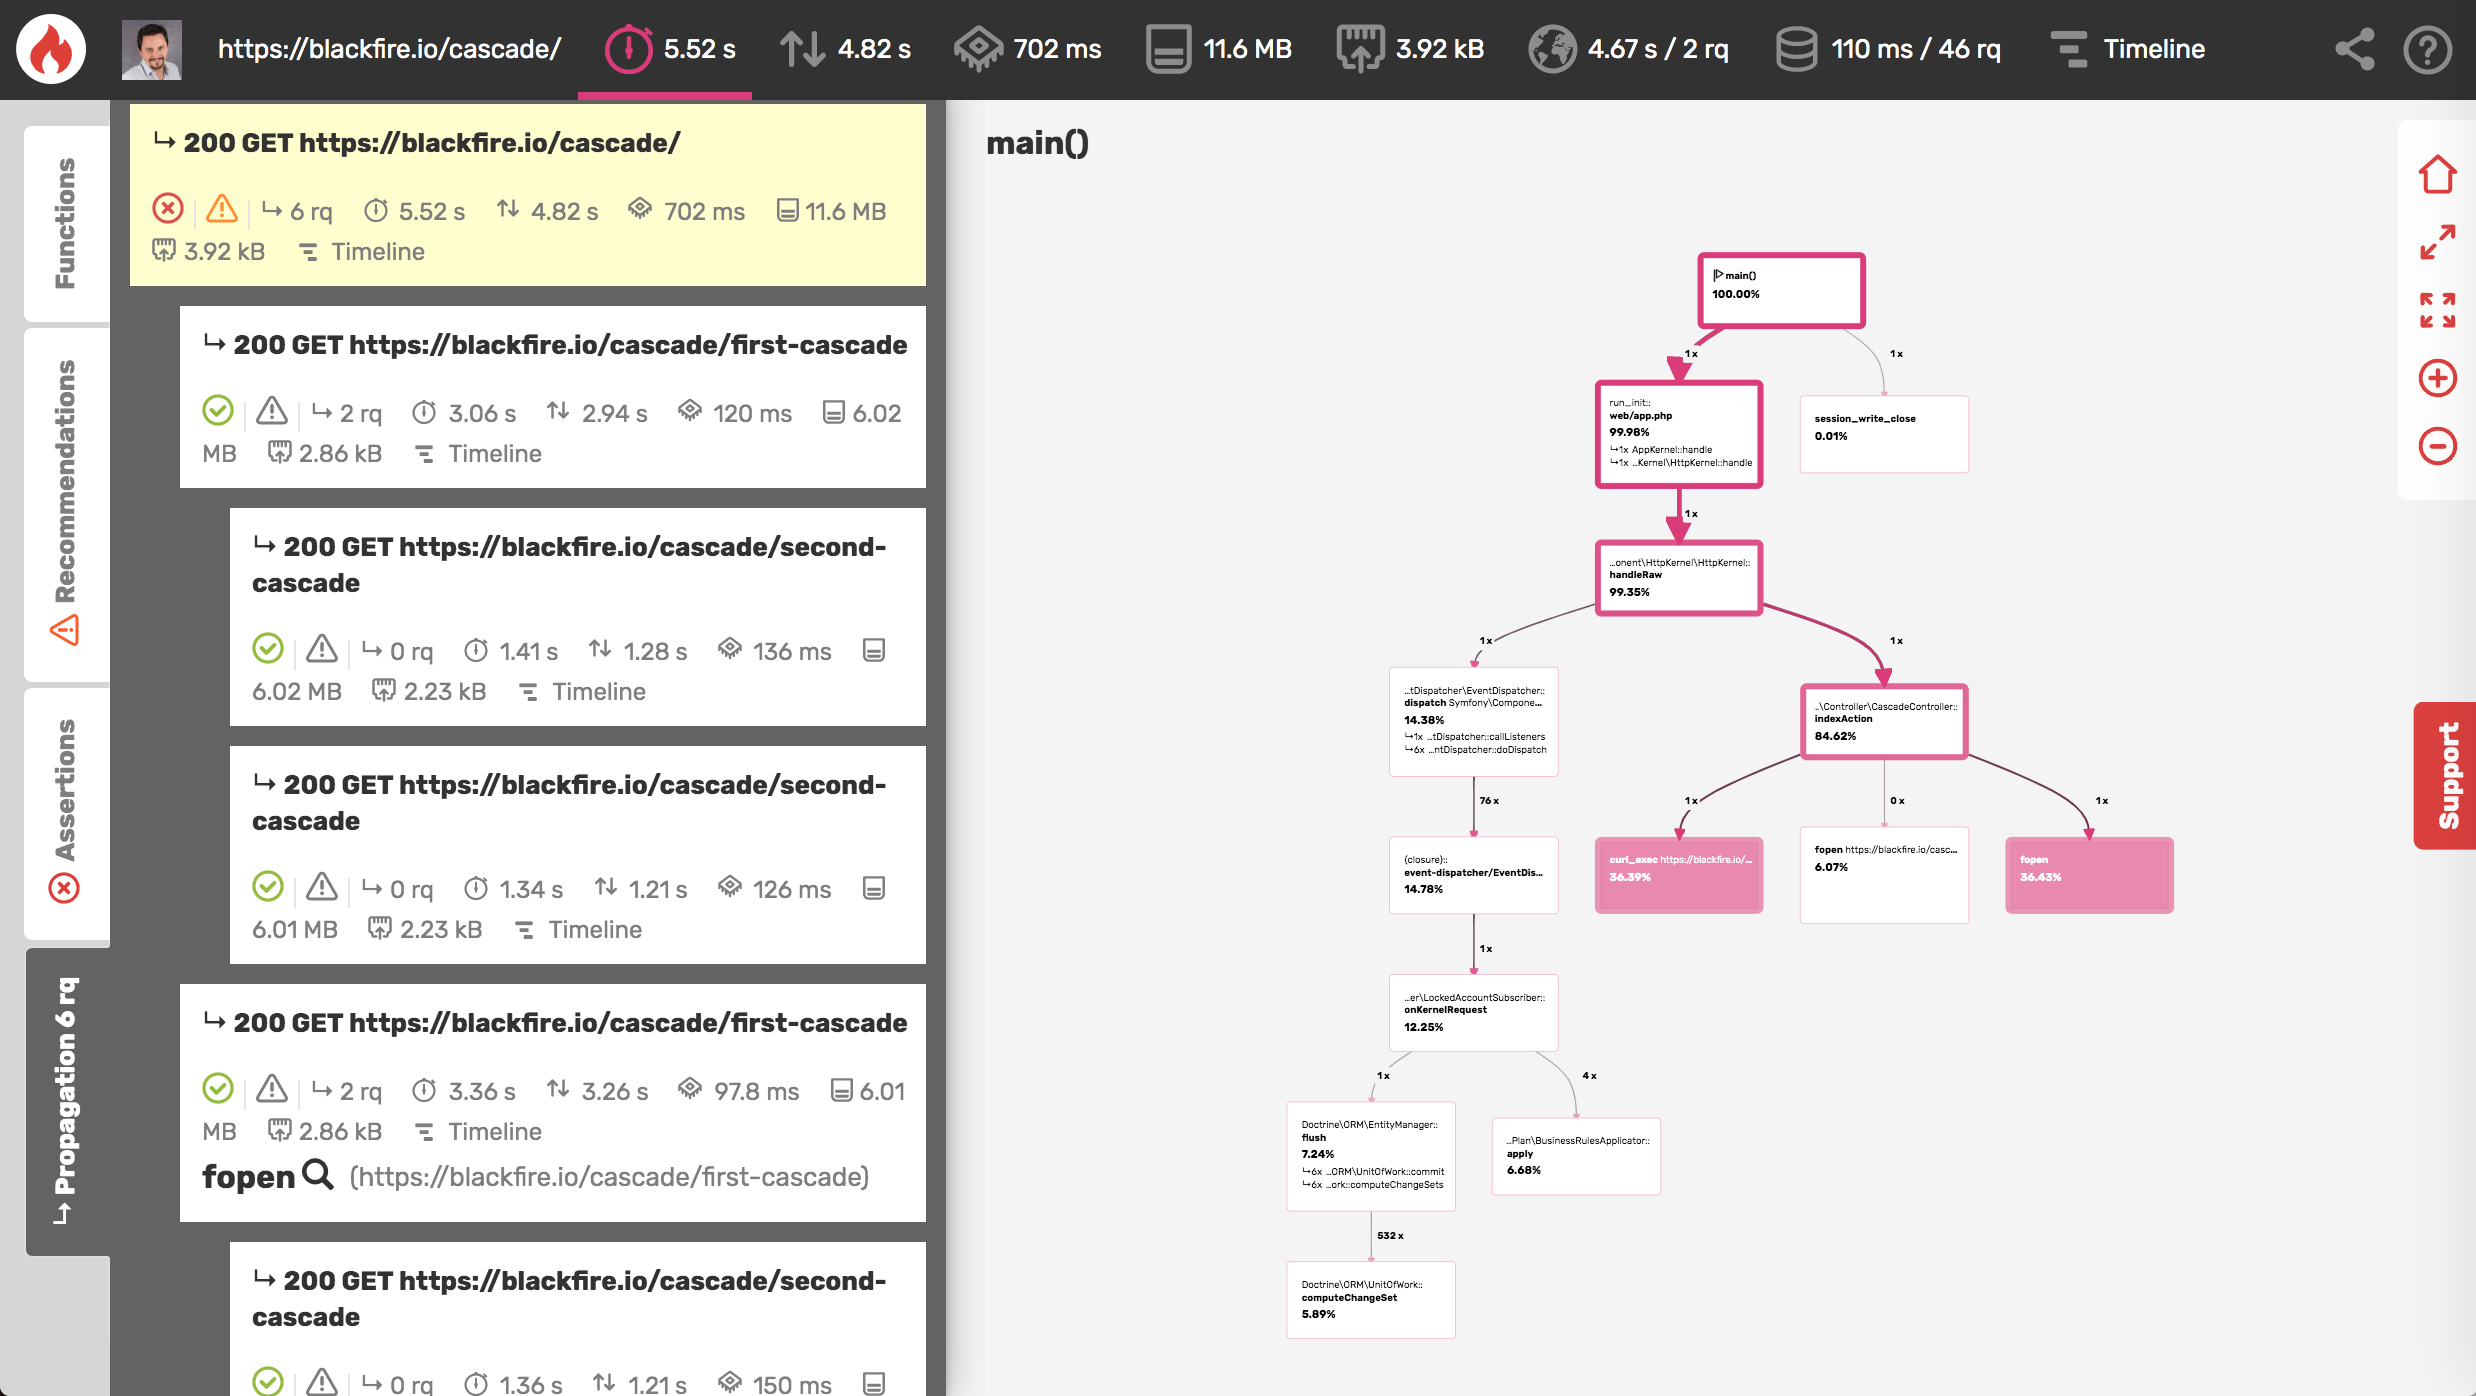 https://blackfire.io/cascade/ 5.52 s 4.82 s 702 ms 11.6 MB 3.92 kB 4.67 s / 2 rq 110 ms / 46 rq Timeline
Functions
Recommendations
Assertions
Propagation 6 rq
200 GET https://blackfire.io/cascade/
6 rq 5.52 s 4.82 s 702 ms 11.6 MB
3.92 kB Timeline
200 GET https://blackfire.io/cascade/first-cascade
2 rq 3.06 s 2.94 s 120 ms 6.02
MB 2.86 kB Timeline
200 GET https://blackfire.io/cascade/second-
cascade
0 rq 1.41 s 1.28 s 136 ms
6.02 MB 2.23 kB Timeline
200 GET https://blackfire.io/cascade/second-
cascade
0 rq 1.34 s 1.21 s 126 ms
6.01 MB 2.23 kB Timeline
200 GET https://blackfire.io/cascade/first-cascade
2 rq 3.36 s 3.26 s 97.8 ms 6.01
MB 2.86 kB Timeline
fopen (https://blackfire.io/cascade/first-cascade)
200 GET https://blackfire.io/cascade/second-
cascade
0 rq 1.36 s 1.21 s 150 ms
main()
main()
100.00%
1x
1x
run_init::
web/app.php
99.98%
1x AppKernel::handle
1x ...Kernel\HttpKernel::handle
session_write_close
0.01%
1x
...onent\HttpKernel\HttpKernel::
handleRaw
99.35%
1x
1x
...tDispatcher\EventDispatcher::
dispatch Symfony\Compone...
14.38%
1x ...tDispatcher::callListeners
6x ...ntDispatcher::doDispatch
...\Controller\CascadeController::
indexAction
84.62%
76x
1x
0x
1x
{closure}::
event-dispatcher/EventDis...
14.78%
curl_exec https://blackfire.io/...
36.39%
fopen https://blackfire.io/casc...
6.07%
fopen
36.43%
1x
...er\LockedAccountSubscriber::
onKernelRequest
12.25%
1x
4x
Doctrine\ORM\EntityManager::
flush
7.24%
6x ...ORM\UnitOfWork::commit
6x ...ork::computeChangeSets
...Plan\BusinessRulesApplicator::
apply
6.68%
532x
Doctrine\ORM\UnitOfWork::
computeChangeSet
5.89%
Support